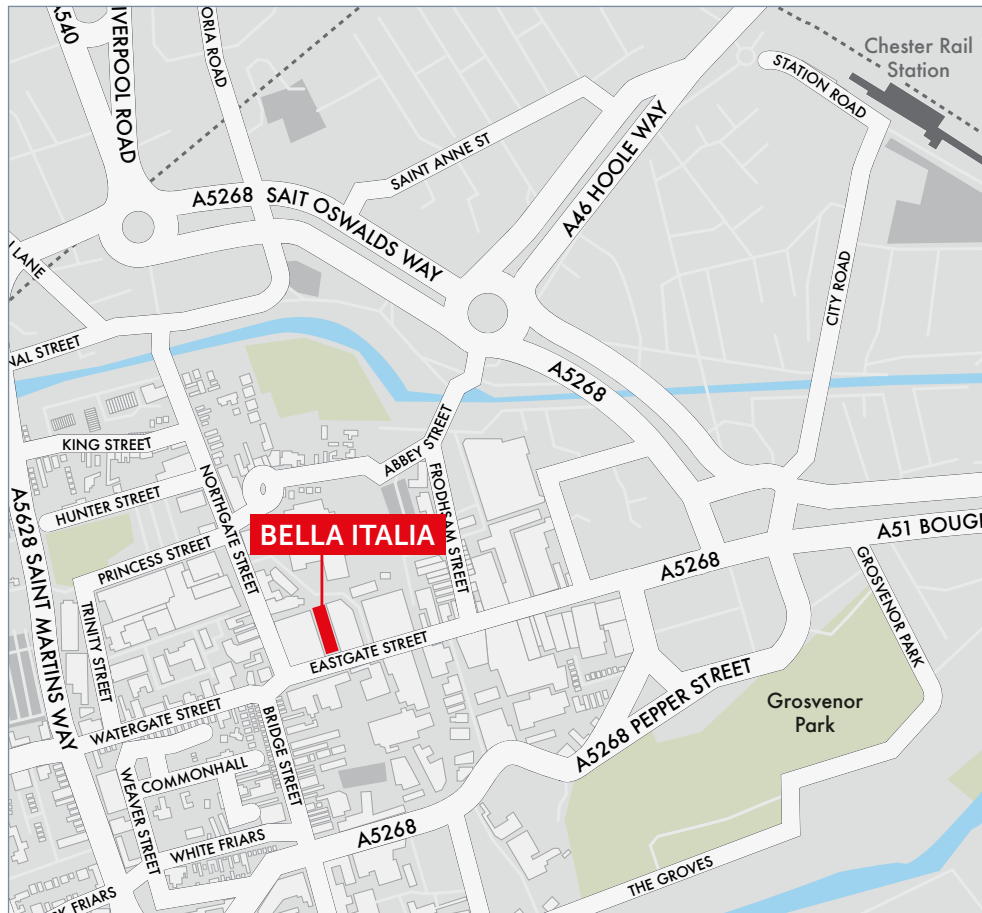 A540
LIVERPOOL ROAD
ORIA ROAD
Chester Rail
Station
STATION ROAD
SAINT ANNE ST
A46 HOOLE WAY
A5268 SAIT OSWALDS WAY
LANE
CITY ROAD
NAL STREET
A5268
KING STREET
ABBEY STREET
NORTHGATE STREET
FRODHSAM STREET
HUNTER STREET
A5628 SAINT MARTINS WAY
A51 BOUGH
BELLA ITALIA
PRINCESS STREET
A5268
GROSVENOR PARK
TRINITY STREET
EASTGATE STREET
A5268 PEPPER STREET
Grosvenor
Park
WATERGATE STREET
BRIDGE STREET
COMMONHALL
WEAVER STREET
WHITE FRIARS
A5268
K FRIARS
THE GROVES